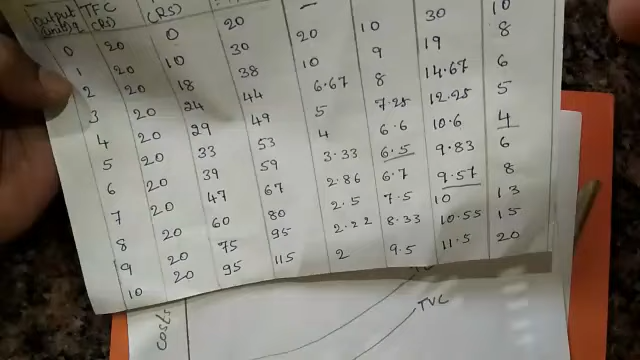 Output TFC
(units) q (Rs) (RS)
0 20 0 20 —
1 20 10 30 20 10 30 10
2 20 18 38 10 9 19 8
3 20 24 44 6.67 8 14.67 6
4 20 29 49 5 7.25 12.25 5
5 20 33 53 4 6.6 10.6 4
6 20 39 59 3.33 6.5 9.83 6
7 20 47 67 2.86 6.7 9.57 8
8 20 60 80 2.5 7.5 10 13
9 20 75 95 2.22 8.33 10.55 15
10 20 95 115 2 9.5 11.5 20
TVC